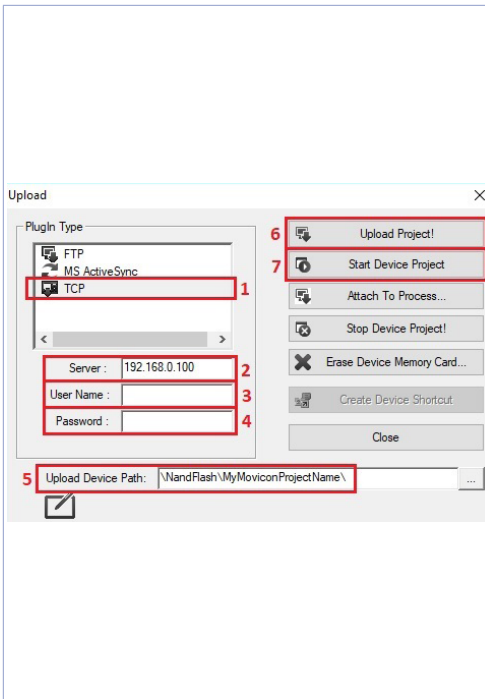 Upload
PlugIn Type
FTP
MS ActiveSync
TCP
1
Server :
192.168.0.100
2
User Name :
3
Password :
4
5
Upload Device Path:
\NandFlash\MyMoviconProjectName\
...
6
Upload Project!
7
Start Device Project
Attach To Process...
Stop Device Project!
Erase Device Memory Card...
Create Device Shortcut
Close